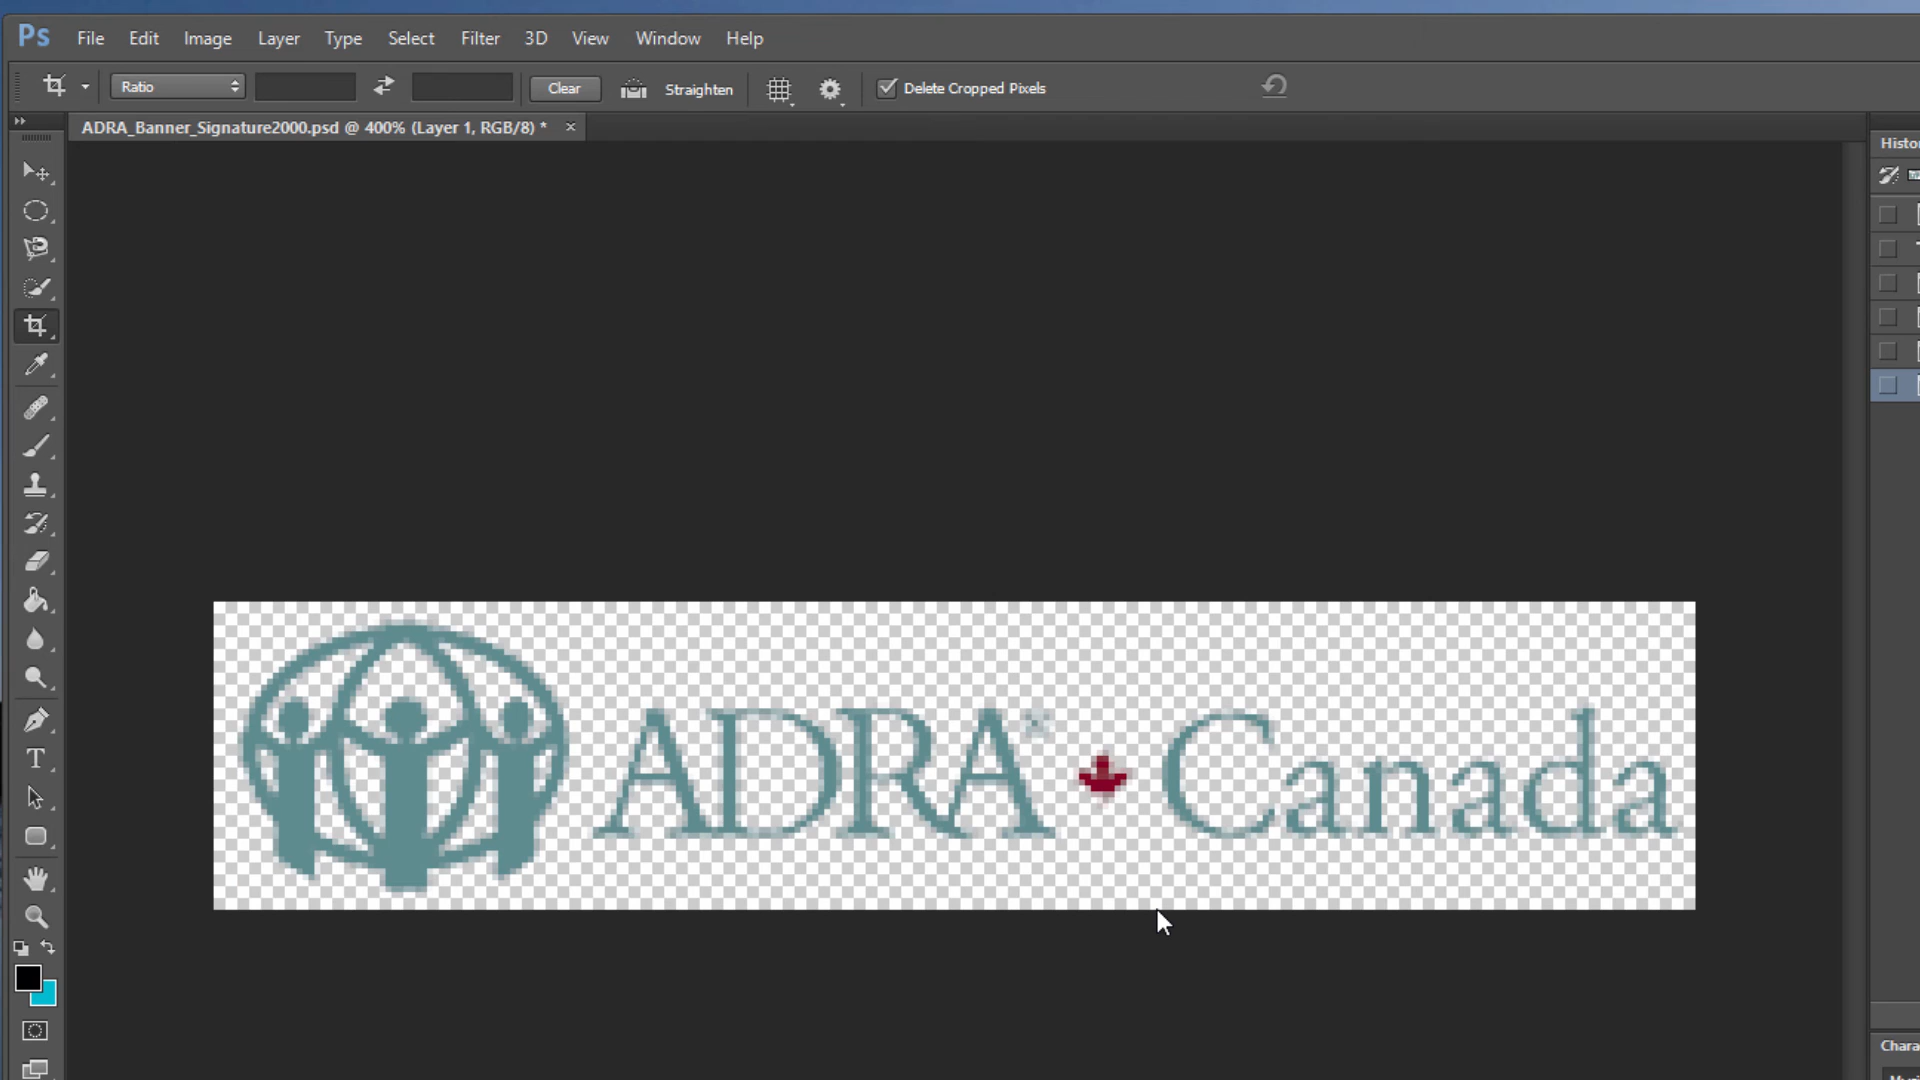 Ps File Edit Image Layer Type Select Filter 3D View Window Help
Ratio Clear Straighten Delete Cropped Pixels
ADRA_Banner_Signature2000.psd @ 400% (Layer 1, RGB/8) * ×
Histo
ADRA Canada
Chara